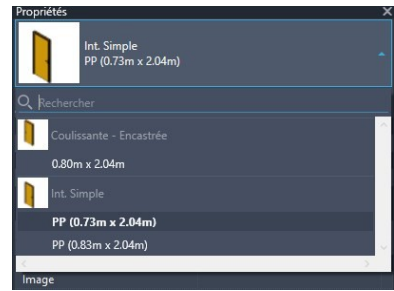 Propriétés
Int. Simple
PP (0.73m x 2.04m)
Rechercher
Coulissante - Encastrée
0.80m x 2.04m
Int. Simple
PP (0.73m x 2.04m)
PP (0.83m x 2.04m)
Image